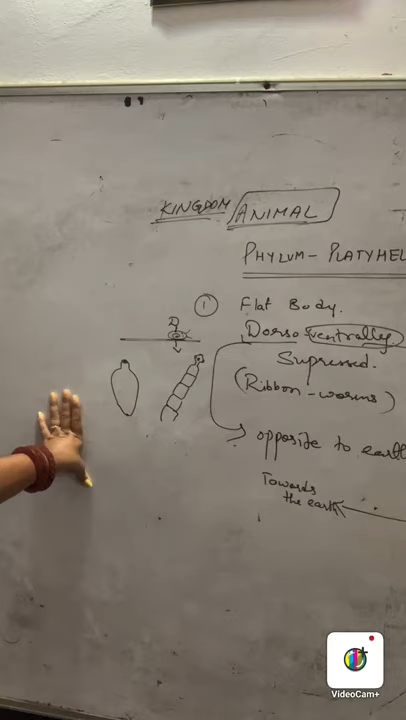 KINGDOM ANIMAL
PHYLUM - PLATYHEL
① Flat Body.
Dorso ventrally.
Supressed.
(Ribbon - worms)
D
opposite to earth
Towards
the earth
VideoCam+